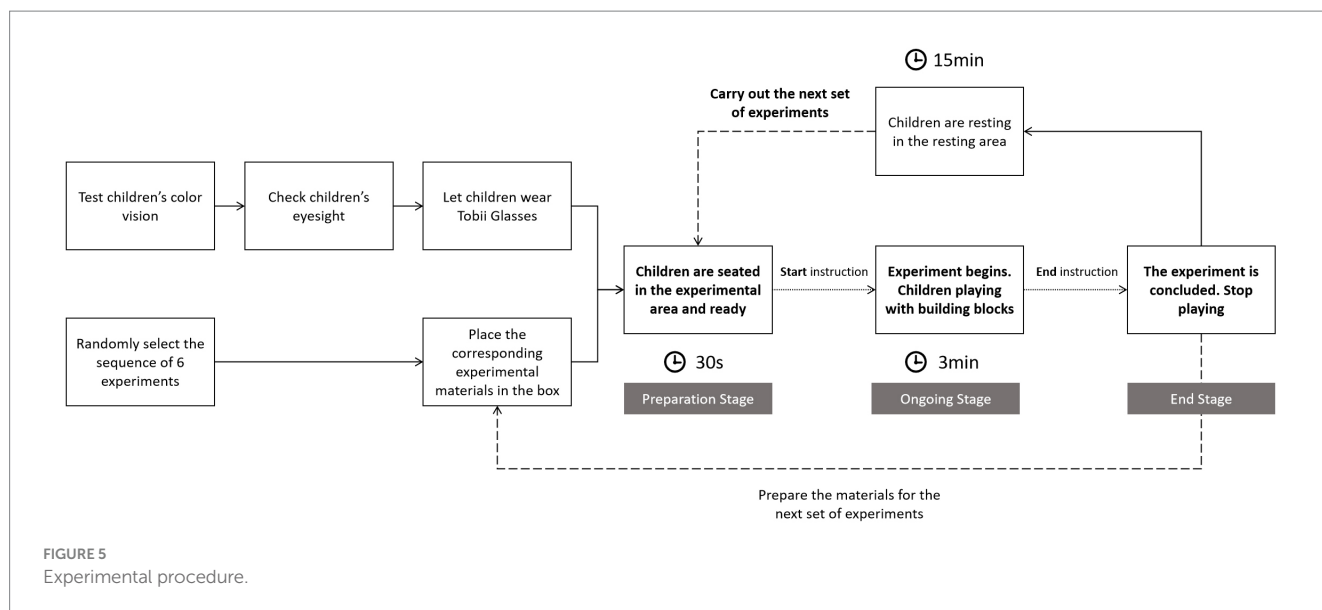 15min
Carry out the next set
of experiments
Children are resting
in the resting area
Test children's color
vision
Check children's
eyesight
Let children wear
Tobii Glasses
Children are seated
in the experimental
area and ready
Start instruction
Experiment begins.
Children playing
with building blocks
End instruction
The experiment is
concluded. Stop
playing
Randomly select the
sequence of 6
experiments
Place the
corresponding
experimental
materials in the box
30s
3min
Preparation Stage
Ongoing Stage
End Stage
Prepare the materials for the
next set of experiments
FIGURE 5
Experimental procedure.